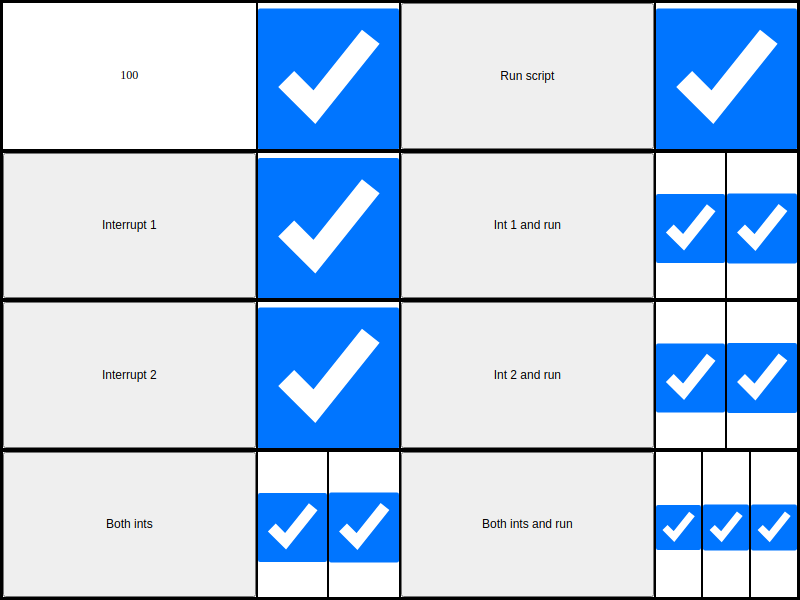 100
Run script
Interrupt 1
Int 1 and run
Interrupt 2
Int 2 and run
Both ints
Both ints and run